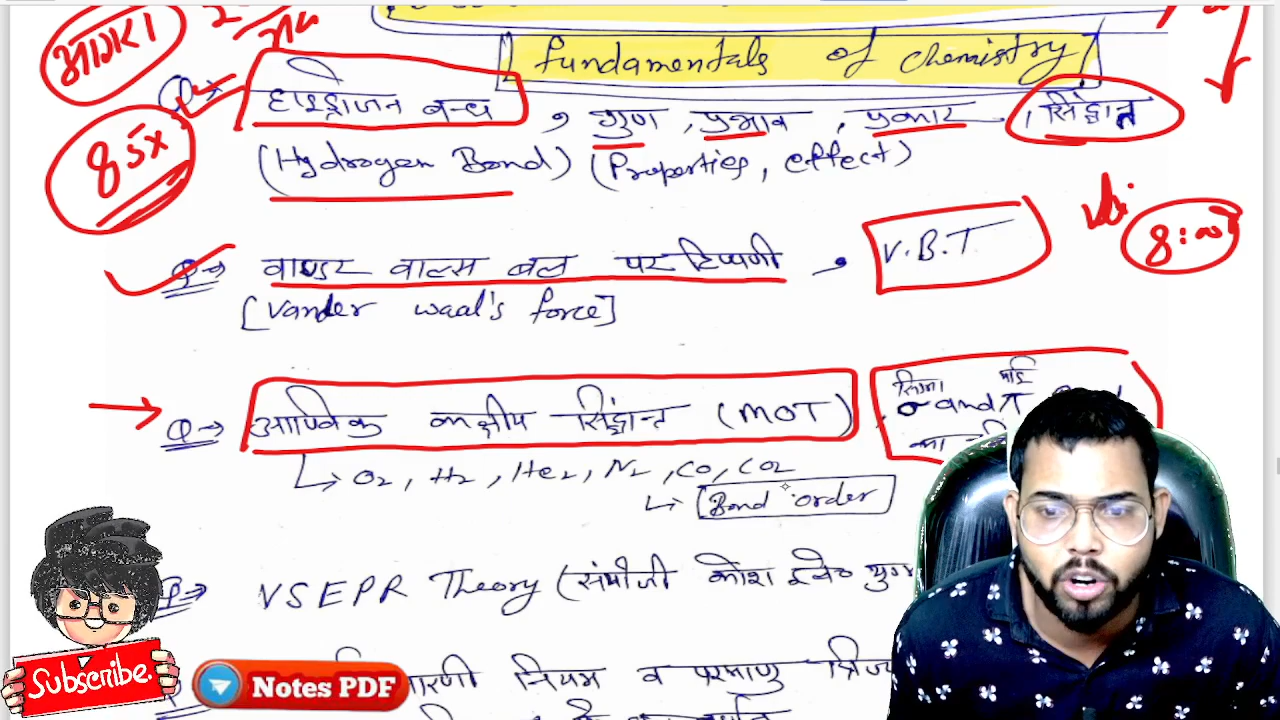 Fundamentals of chemistry
हाइड्रोजन बन्ध, गुण, प्रभाव, प्रकार, सिद्धान्त
85x
(Hydrogen Bond) (Properties, effect)
8:00
Q→ वाण्डर वाल्स बल पर टिप्पणी, V.B.T
[Vander waal's force]
Q→ आण्विक कक्षीय सिद्धांत (MOT)
सिग्मा पाई
σ and π
↳ O2, H2, He2, N2, CO, CO2
↳ Bond order
VSEPR Theory (संयोजी कोश
नियम व परमाणु
Subscribe.
Notes PDF